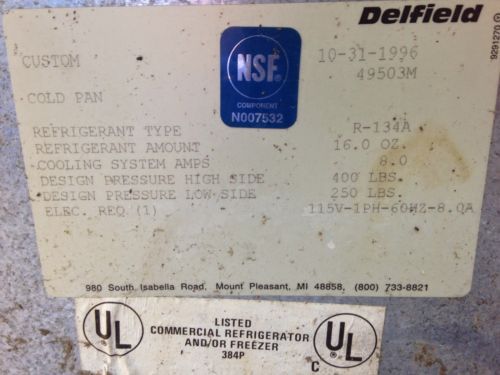 Delfield
9291270
NSF
COMPONENT
N007532
CUSTOM 10-31-1996
49503M
COLD PAN
REFRIGERANT TYPE R-134A
REFRIGERANT AMOUNT 16.0 OZ.
COOLING SYSTEM AMPS 8.0
DESIGN PRESSURE HIGH SIDE 400 LBS.
DESIGN PRESSURE LOW SIDE 250 LBS.
ELEC. REQ (1) 115V-1PH-60HZ-8.0A
980 South Isabella Road, Mount Pleasant, MI 48858, (800) 733-8821
UL
LISTED
COMMERCIAL REFRIGERATOR
AND/OR FREEZER
384P
C UL